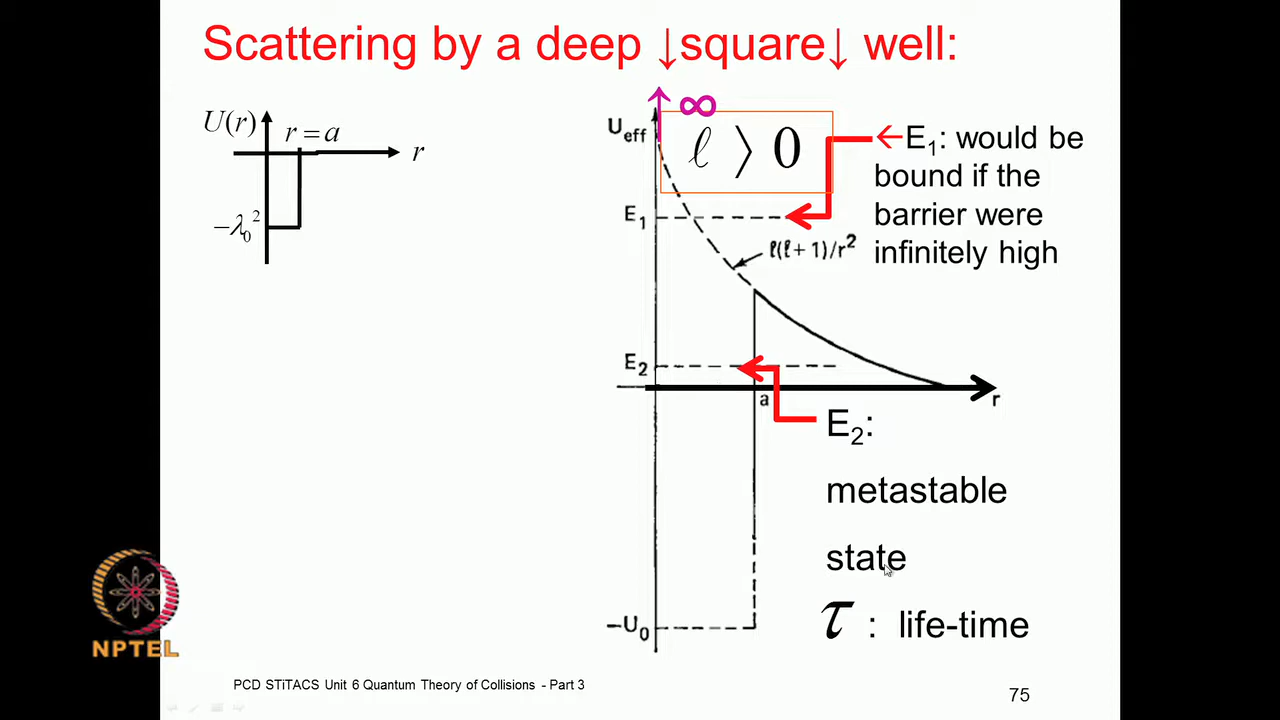 Scattering by a deep ↓square↓ well:
U(r)
r = a
r
−λ₀²
∞
U_eff
ℓ ⟩ 0
←E₁: would be
bound if the
barrier were
infinitely high
E₁
ℓ(ℓ+1)/r²
E₂
a
r
E₂:
metastable
state
τ : life-time
−U₀
NPTEL
PCD STiTACS Unit 6 Quantum Theory of Collisions - Part 3
75